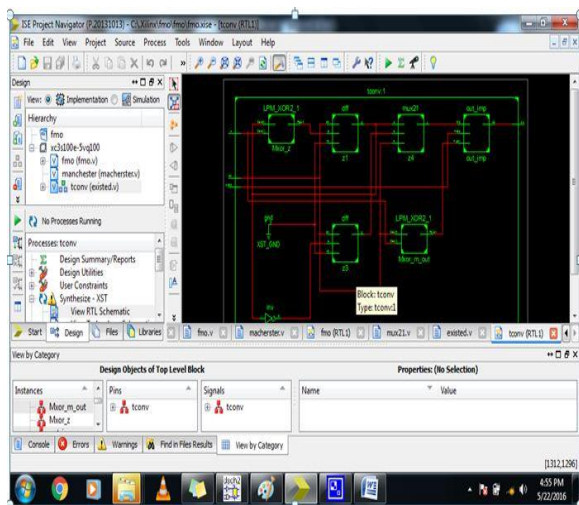 ISE Project Navigator (P.20131013) - C:\Xilinx\fmo\fmo\fmo.xise - [tconv (RTL1)]
File Edit View Project Source Process Tools Window Layout Help
Design
View: Implementation Simulation
Hierarchy
fmo
xc3s100e-5vq100
fmo (fmo.v)
manchester (macherster.v)
tconv (existed.v)
No Processes Running
Processes: tconv
Design Summary/Reports
Design Utilities
User Constraints
Synthesize - XST
View RTL Schematic
tconv:1
LPM_XOR2_1
Mxor_z
dff
z1
mux21
z4
out_imp
out_imp
gnd
XST_GND
dff
z3
LPM_XOR2_1
Mxor_m_out
inv
Block: tconv
Type: tconv:1
Start Design Files Libraries fmo.v macherster.v fmo (RTL1) mux21.v existed.v tconv (RTL1)
View by Category
Design Objects of Top Level Block
Properties: (No Selection)
Instances Pins Signals Name Value
Mxor_m_out tconv tconv
Mxor_z
Console Errors Warnings Find in Files Results View by Category
[1312,1296]
Dsch2
4:55 PM
5/22/2016